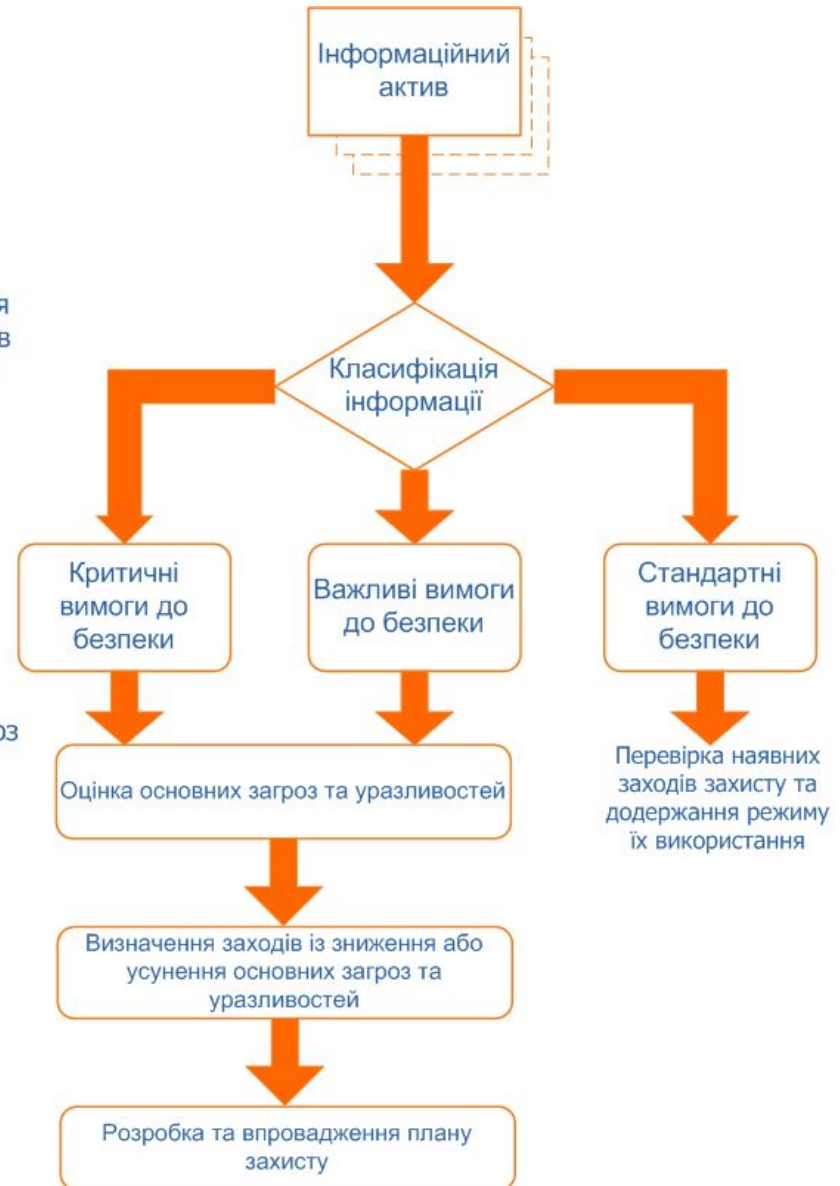 Інформаційний
актив
я
в
Класифікація
інформації
Критичні
вимоги до
безпеки
Важливі вимоги
до безпеки
Стандартні
вимоги до
безпеки
оз
Оцінка основних загроз та уразливостей
Перевірка наявних
заходів захисту та
додержання режиму
їх використання
Визначення заходів із зниження або
усунення основних загроз та
уразливостей
Розробка та впровадження плану
захисту